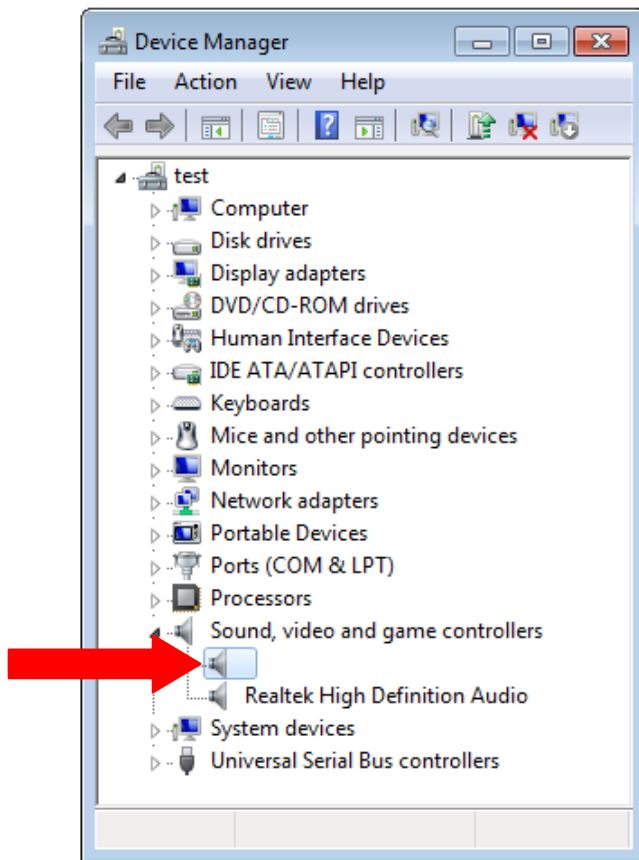 Device Manager
File Action View Help
test
Computer
Disk drives
Display adapters
DVD/CD-ROM drives
Human Interface Devices
IDE ATA/ATAPI controllers
Keyboards
Mice and other pointing devices
Monitors
Network adapters
Portable Devices
Ports (COM & LPT)
Processors
Sound, video and game controllers
Realtek High Definition Audio
System devices
Universal Serial Bus controllers